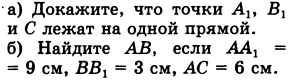 а) Докажите, что точки A₁, B₁
и C лежат на одной прямой.
б) Найдите AB, если AA₁ =
= 9 см, BB₁ = 3 см, AC = 6 см.